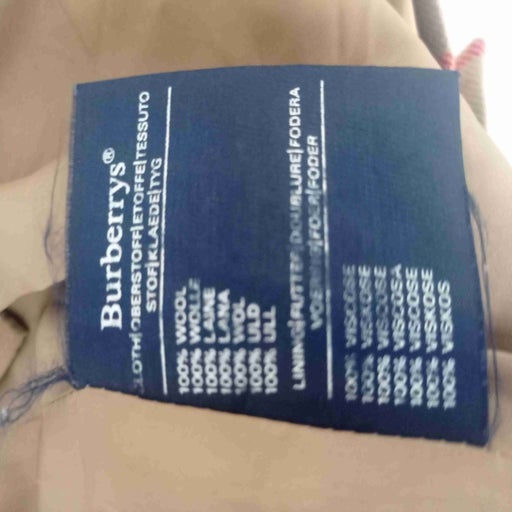 Burberrys®
CLOTH|OBERSTOFF|ETOFFE|TESSUTO
STOF|KLAEDE|TYG
100% WOOL
100% WOLLE
100% LAINE
100% LANA
100% WOL
100% ULD
100% ULL
LINING|FUTTER|DOUBLURE|FODERA
VOERING|FOER|FODER
100% VISCOSE
100% VISKOSE
100% VISCOSE
100% VISCOSA
100% VISCOSE
100% VISKOSE
100% VISKOS